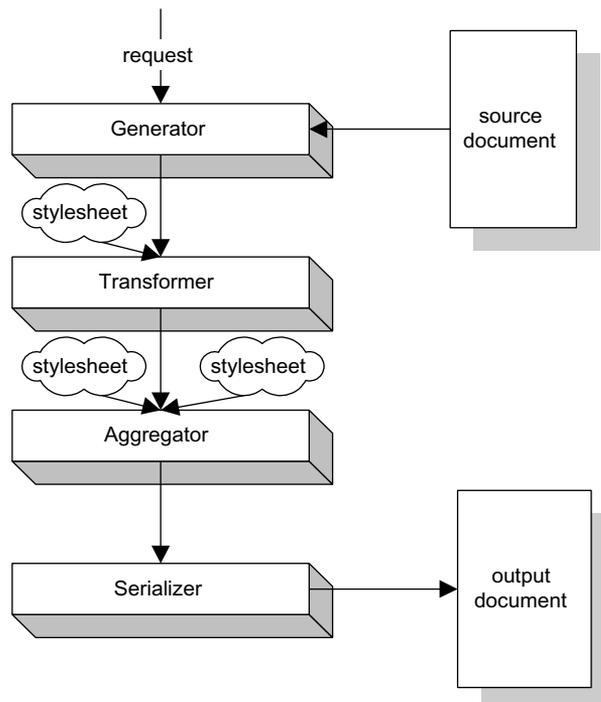 request
Generator
source
document
stylesheet
Transformer
stylesheet
stylesheet
Aggregator
Serializer
output
document